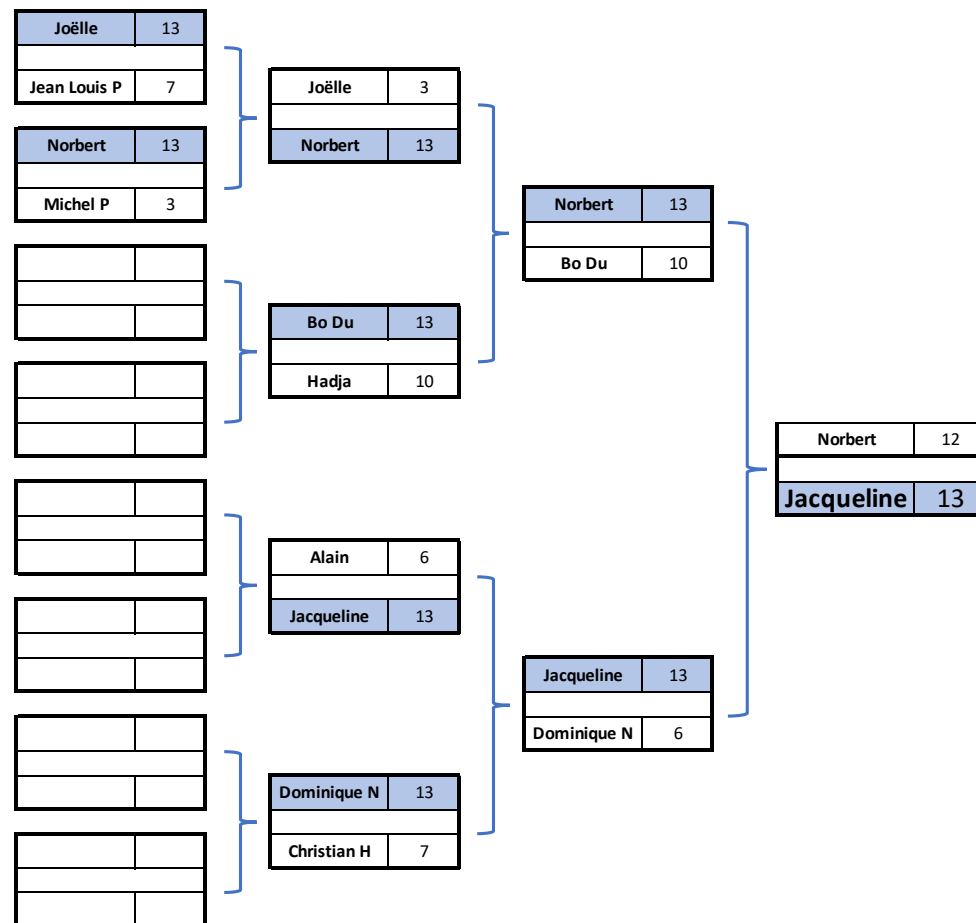 Joëlle 13
Jean Louis P 7
Norbert 13
Michel P 3
Joëlle 3
Norbert 13
Bo Du 13
Hadja 10
Alain 6
Jacqueline 13
Dominique N 13
Christian H 7
Norbert 13
Bo Du 10
Jacqueline 13
Dominique N 6
Norbert 12
Jacqueline 13